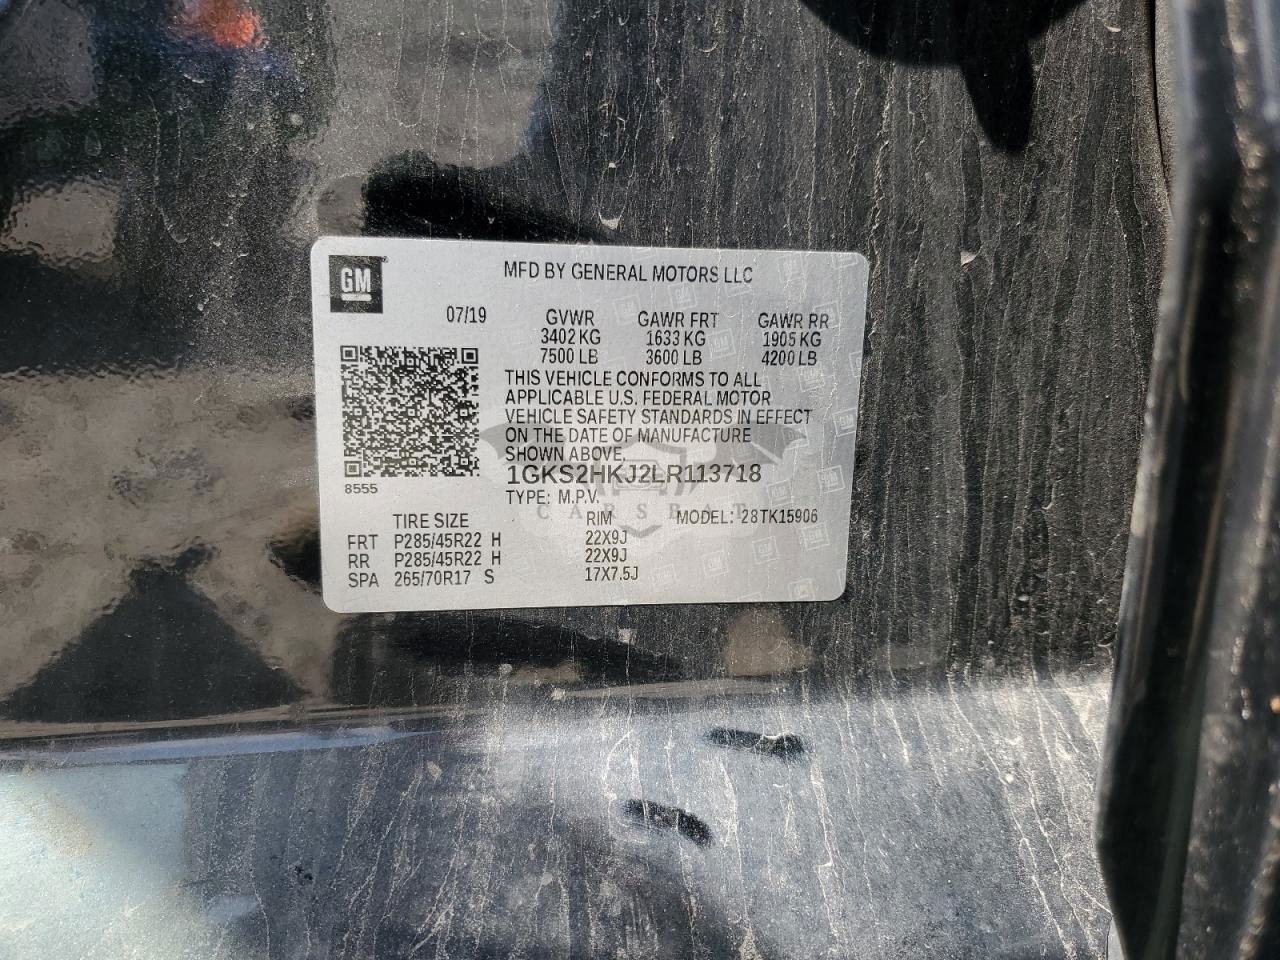 GM
MFD BY GENERAL MOTORS LLC
07/19
GVWR GAWR FRT GAWR RR
3402 KG 1633 KG 1905 KG
7500 LB 3600 LB 4200 LB
THIS VEHICLE CONFORMS TO ALL
APPLICABLE U.S. FEDERAL MOTOR
VEHICLE SAFETY STANDARDS IN EFFECT
ON THE DATE OF MANUFACTURE
SHOWN ABOVE.
8555
1GKS2HKJ2LR113718
TYPE: M.P.V.
CARSBAT
TIRE SIZE RIM MODEL: 28TK15906
FRT P285/45R22 H 22X9J
RR P285/45R22 H 22X9J
SPA 265/70R17 S 17X7.5J